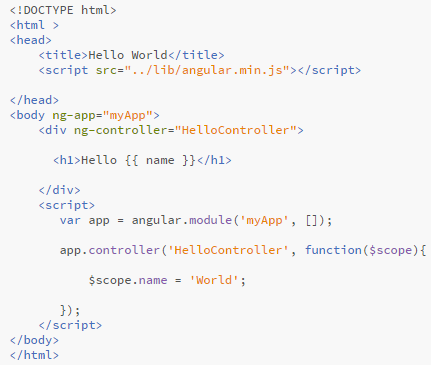 <!DOCTYPE html>
<html >
<head>
    <title>Hello World</title>
    <script src="../lib/angular.min.js"></script>

</head>
<body ng-app="myApp">
    <div ng-controller="HelloController">

      <h1>Hello {{ name }}</h1>

    </div>
    <script>
       var app = angular.module('myApp', []);

       app.controller('HelloController', function($scope){

           $scope.name = 'World';

       });
    </script>
</body>
</html>